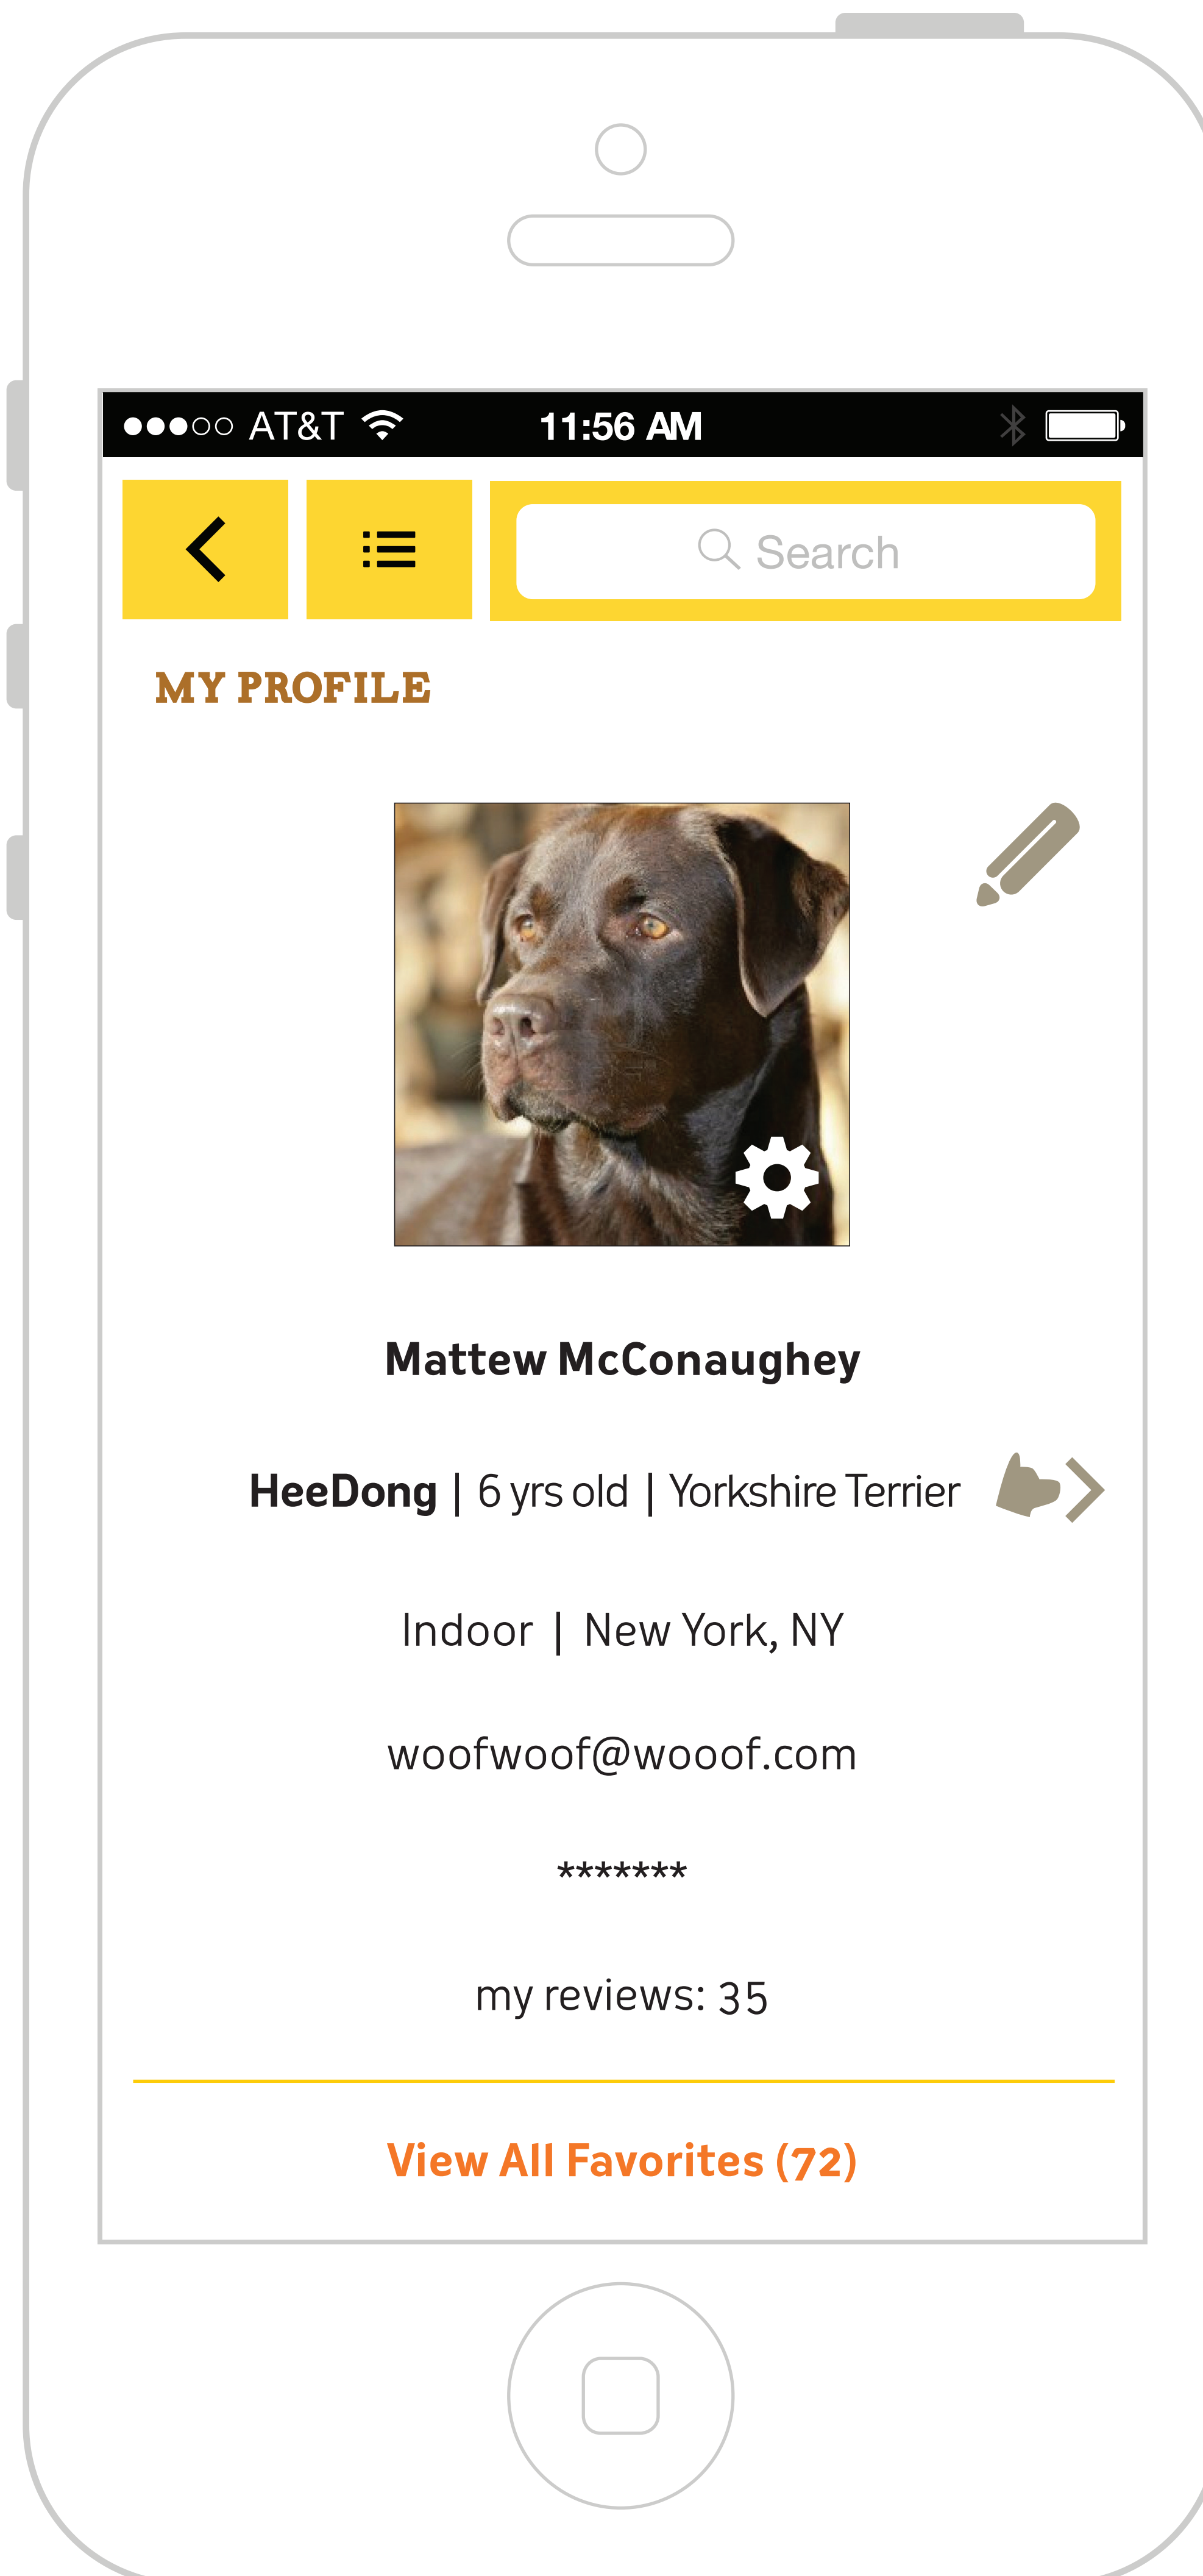 AT&T 11:56 AM
Search
MY PROFILE
Mattew McConaughey
HeeDong | 6 yrs old | Yorkshire Terrier
Indoor | New York, NY
woofwoof@wooof.com
*******
my reviews: 35
View All Favorites (72)